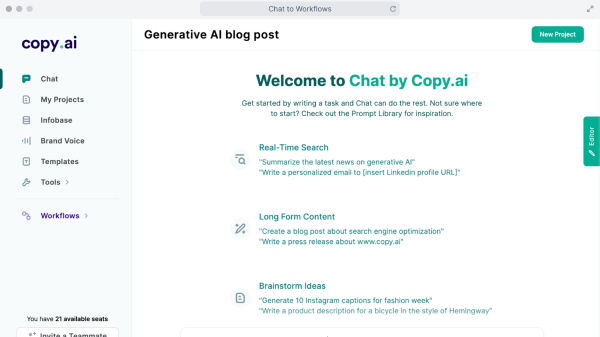 Chat to Workflows
copy.ai
Generative AI blog post
New Project
Chat
My Projects
Infobase
Brand Voice
Templates
Tools
Workflows
You have 21 available seats
Invite a Teammate
Welcome to Chat by Copy.ai
Get started by writing a task and Chat can do the rest. Not sure where
to start? Check out the Prompt Library for inspiration.
Real-Time Search
"Summarize the latest news on generative AI"
"Write a personalized email to [insert Linkedin profile URL]"
Long Form Content
"Create a blog post about search engine optimization"
"Write a press release about www.copy.ai"
Brainstorm Ideas
"Generate 10 Instagram captions for fashion week"
"Write a product description for a bicycle in the style of Hemingway"
Editor